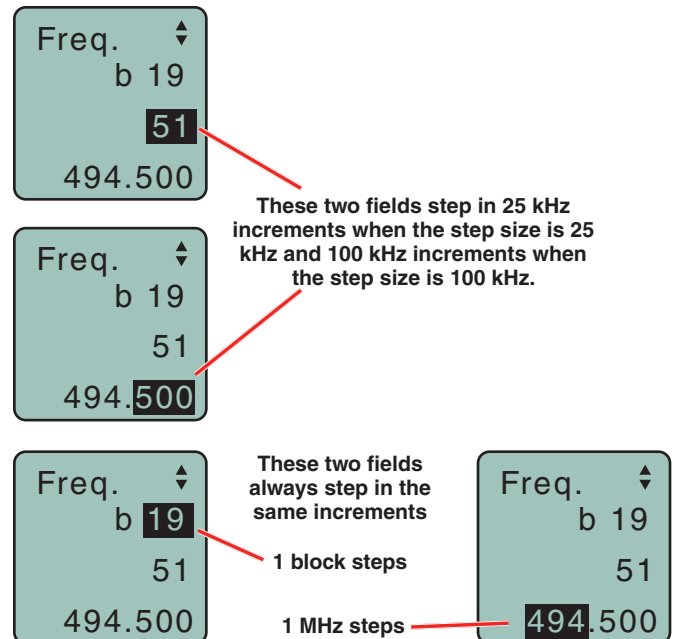 Freq.
b 19
51
494.500
These two fields step in 25 kHz
increments when the step size is 25
kHz and 100 kHz increments when
the step size is 100 kHz.
Freq.
b 19
51
494.500
Freq.
b 19
51
494.500
These two fields
always step in the
same increments
1 block steps
1 MHz steps
Freq.
b 19
51
494.500